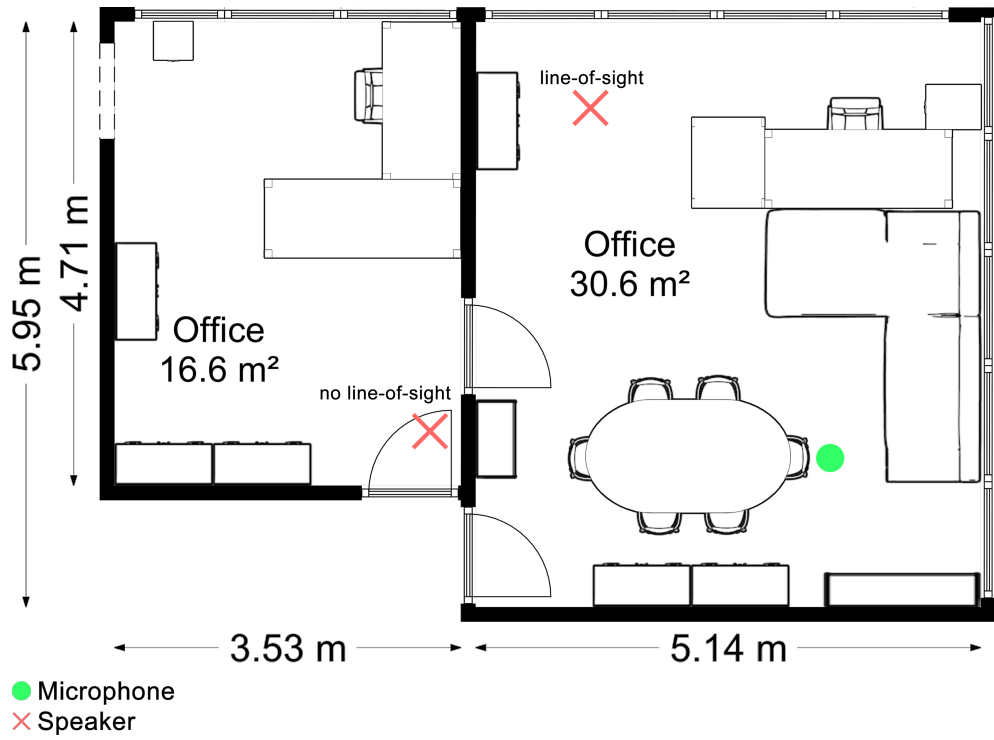 line-of-sight
Office
30.6 m²
5.95 m
4.71 m
Office
16.6 m²
no line-of-sight
3.53 m
5.14 m
Microphone
Speaker